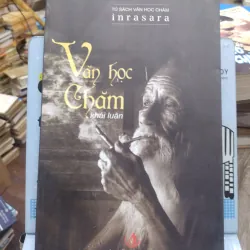 TỦ SÁCH VĂN HỌC CHĂM
inrasara
Văn học
Chăm
khái luận